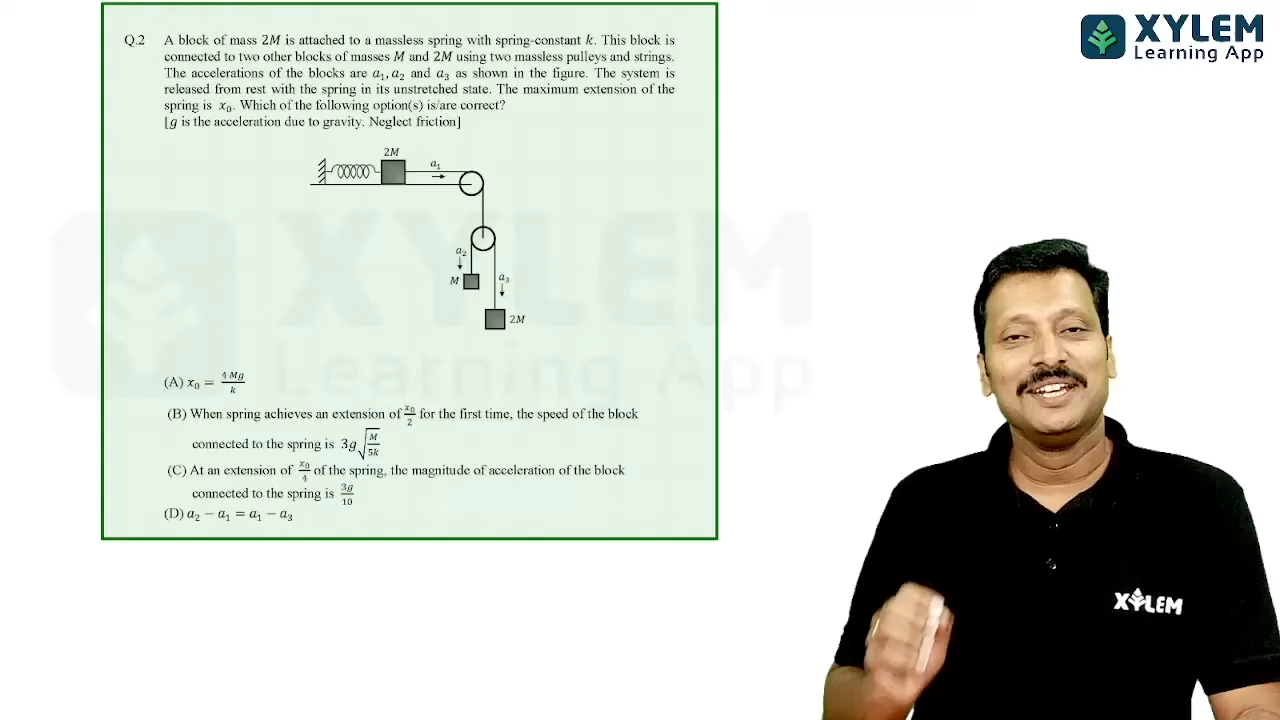 XYLEM
Learning App
Q.2 A block of mass 2M is attached to a massless spring with spring-constant k. This block is
connected to two other blocks of masses M and 2M using two massless pulleys and strings.
The accelerations of the blocks are a₁, a₂ and a₃ as shown in the figure. The system is
released from rest with the spring in its unstretched state. The maximum extension of the
spring is x₀. Which of the following option(s) is/are correct?
[g is the acceleration due to gravity. Neglect friction]
2M
a₁
a₂
M
a₃
2M
(A) x₀ = 4Mg/k
(B) When spring achieves an extension of x₀/2 for the first time, the speed of the block
connected to the spring is 3g√(M/5k)
(C) At an extension of x₀/4 of the spring, the magnitude of acceleration of the block
connected to the spring is 3g/10
(D) a₂ − a₁ = a₁ − a₃
XYLEM
Learning App
XYLEM